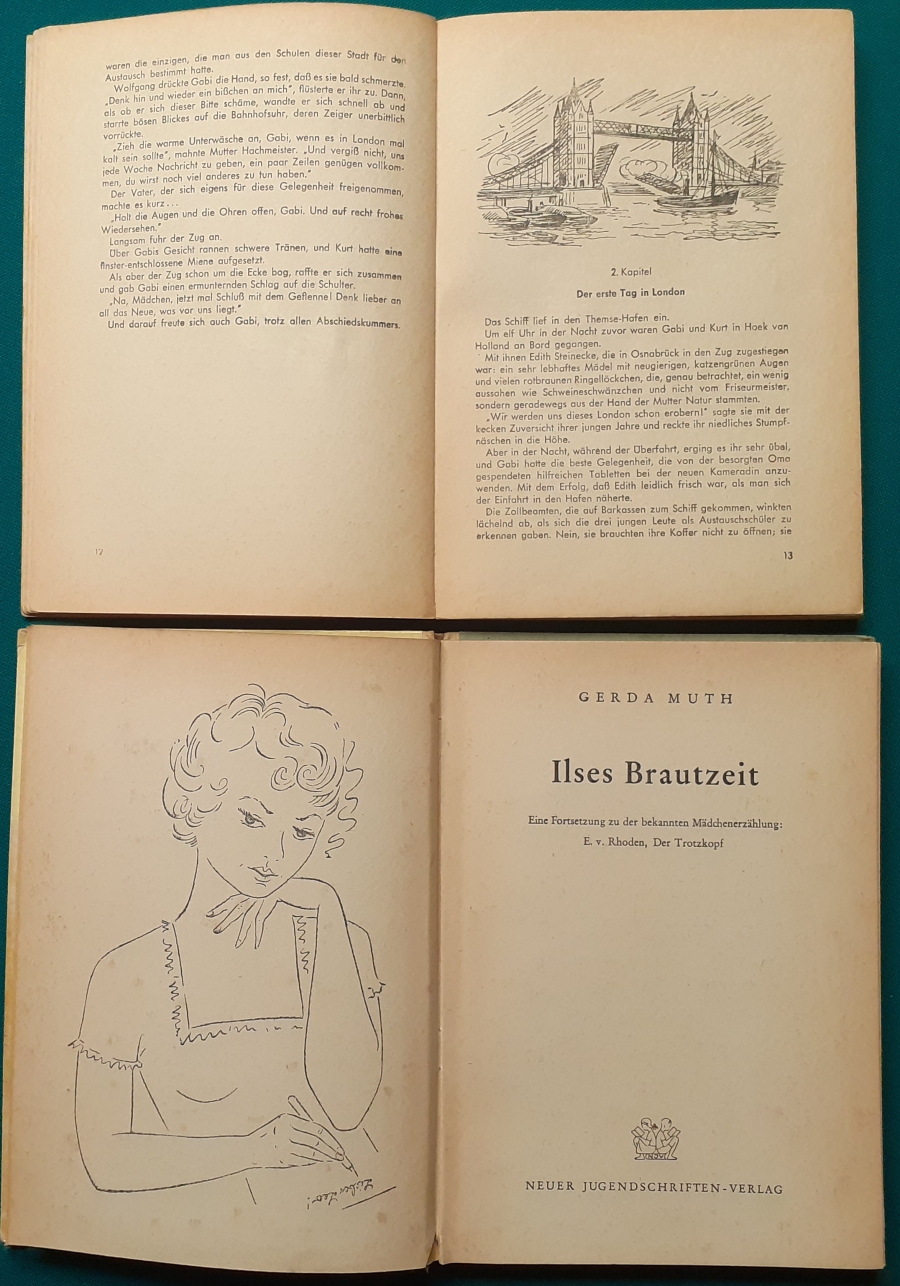 waren die einzigen, die man aus den Schulen dieser Stadt für den
Austausch bestimmt hatte.
Wolfgang drückte Gabi die Hand, so fest, daß es sie bald schmerzte.
„Denk hin und wieder ein bißchen an mich", flüsterte er ihr zu. Dann,
als ob er sich dieser Bitte schäme, wandte er sich schnell ab und
starrte bösen Blickes auf die Bahnhofsuhr, deren Zeiger unerbittlich
vorrückte.
„Zieh die warme Unterwäsche an, Gabi, wenn es in London mal
kalt sein sollte", mahnte Mutter Hachmeister. „Und vergiß nicht, uns
jede Woche Nachricht zu geben, ein paar Zeilen genügen vollkom-
men, du wirst noch viel anderes zu tun haben."
Der Vater, der sich eigens für diese Gelegenheit freigenommen,
machte es kurz...
„Halt die Augen und die Ohren offen, Gabi. Und auf recht frohes
Wiedersehen."
Langsam fuhr der Zug an.
Über Gabis Gesicht rannen schwere Tränen, und Kurt hatte eine
finster-entschlossene Miene aufgesetzt.
Als aber der Zug schon um die Ecke bog, raffte er sich zusammen
und gab Gabi einen ermunternden Schlag auf die Schulter.
„Na, Mädchen, jetzt mal Schluß mit dem Geflenne! Denk lieber an
all das Neue, was vor uns liegt."
Und darauf freute sich auch Gabi, trotz allen Abschiedskummers.
12
2. Kapitel
Der erste Tag in London
Das Schiff lief in den Themse-Hafen ein.
Um elf Uhr in der Nacht zuvor waren Gabi und Kurt in Hoek van
Holland an Bord gegangen.
Mit ihnen Edith Steinecke, die in Osnabrück in den Zug zugestiegen
war: ein sehr lebhaftes Mädel mit neugierigen, katzengrünen Augen
und vielen rotbraunen Ringellöckchen, die, genau betrachtet, ein wenig
aussahen wie Schweineschwänzchen und nicht vom Friseurmeister,
sondern geradewegs aus der Hand der Mutter Natur stammten.
„Wir werden uns dieses London schon erobern!" sagte sie mit der
kecken Zuversicht ihrer jungen Jahre und reckte ihr niedliches Stumpf-
näschen in die Höhe.
Aber in der Nacht, während der Überfahrt, erging es ihr sehr übel,
und Gabi hatte die beste Gelegenheit, die von der besorgten Oma
gespendeten hilfreichen Tabletten bei der neuen Kameradin anzu-
wenden. Mit dem Erfolg, daß Edith leidlich frisch war, als man sich
der Einfahrt in den Hafen näherte.
Die Zollbeamten, die auf Barkassen zum Schiff gekommen, winkten
lächelnd ab, als sich die drei jungen Leute als Austauschschüler zu
erkennen gaben. Nein, sie brauchten ihre Koffer nicht zu öffnen; sie
13
Lieber Leo!
GERDA MUTH
Ilses Brautzeit
Eine Fortsetzung zu der bekannten Mädchenerzählung:
E. v. Rhoden, Der Trotzkopf
NEUER JUGENDSCHRIFTEN-VERLAG